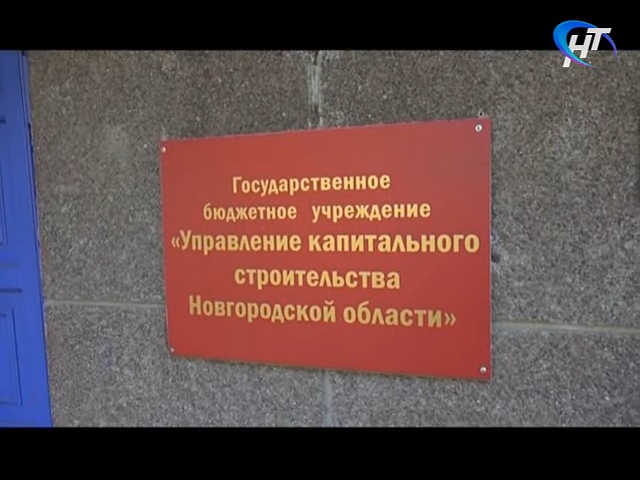 НТ
Государственное
бюджетное учреждение
«Управление капитального
строительства
Новгородской области»